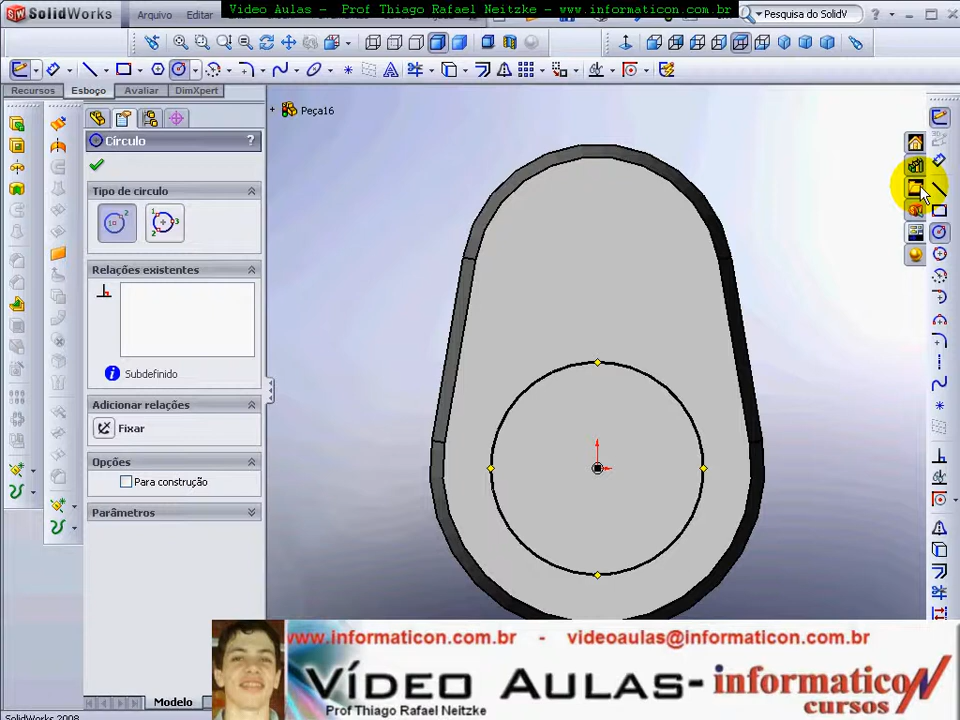 Video Aulas - Prof Thiago Rafael Neitzke - www.informaticon.com.br
SolidWorks
Arquivo
Editar
Pesquisa do SolidV
Recursos
Esboço
Avaliar
DimXpert
Peça16
Círculo
?
Tipo de círculo
Relações existentes
Subdefinido
Adicionar relações
Fixar
Opções
Para construção
Parâmetros
Modelo
SolidWorks 2008
www.informaticon.com.br - videoaulas@informaticon.com.br
VÍDEO AULAS- informaticon
Prof Thiago Rafael Neitzke
cursos